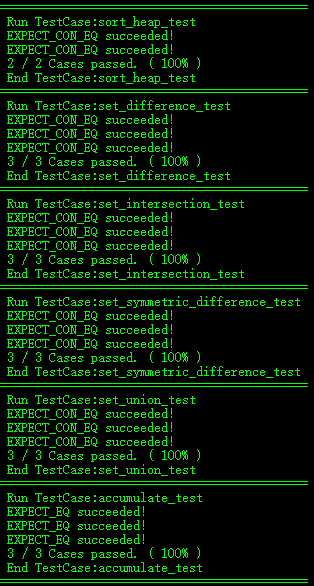 Run TestCase:sort_heap_test
EXPECT_CON_EQ succeeded!
EXPECT_CON_EQ succeeded!
2 / 2 Cases passed. ( 100% )
End TestCase:sort_heap_test
Run TestCase:set_difference_test
EXPECT_CON_EQ succeeded!
EXPECT_CON_EQ succeeded!
EXPECT_CON_EQ succeeded!
3 / 3 Cases passed. ( 100% )
End TestCase:set_difference_test
Run TestCase:set_intersection_test
EXPECT_CON_EQ succeeded!
EXPECT_CON_EQ succeeded!
EXPECT_CON_EQ succeeded!
3 / 3 Cases passed. ( 100% )
End TestCase:set_intersection_test
Run TestCase:set_symmetric_difference_test
EXPECT_CON_EQ succeeded!
EXPECT_CON_EQ succeeded!
EXPECT_CON_EQ succeeded!
3 / 3 Cases passed. ( 100% )
End TestCase:set_symmetric_difference_test
Run TestCase:set_union_test
EXPECT_CON_EQ succeeded!
EXPECT_CON_EQ succeeded!
EXPECT_CON_EQ succeeded!
3 / 3 Cases passed. ( 100% )
End TestCase:set_union_test
Run TestCase:accumulate_test
EXPECT_EQ succeeded!
EXPECT_EQ succeeded!
EXPECT_EQ succeeded!
3 / 3 Cases passed. ( 100% )
End TestCase:accumulate_test